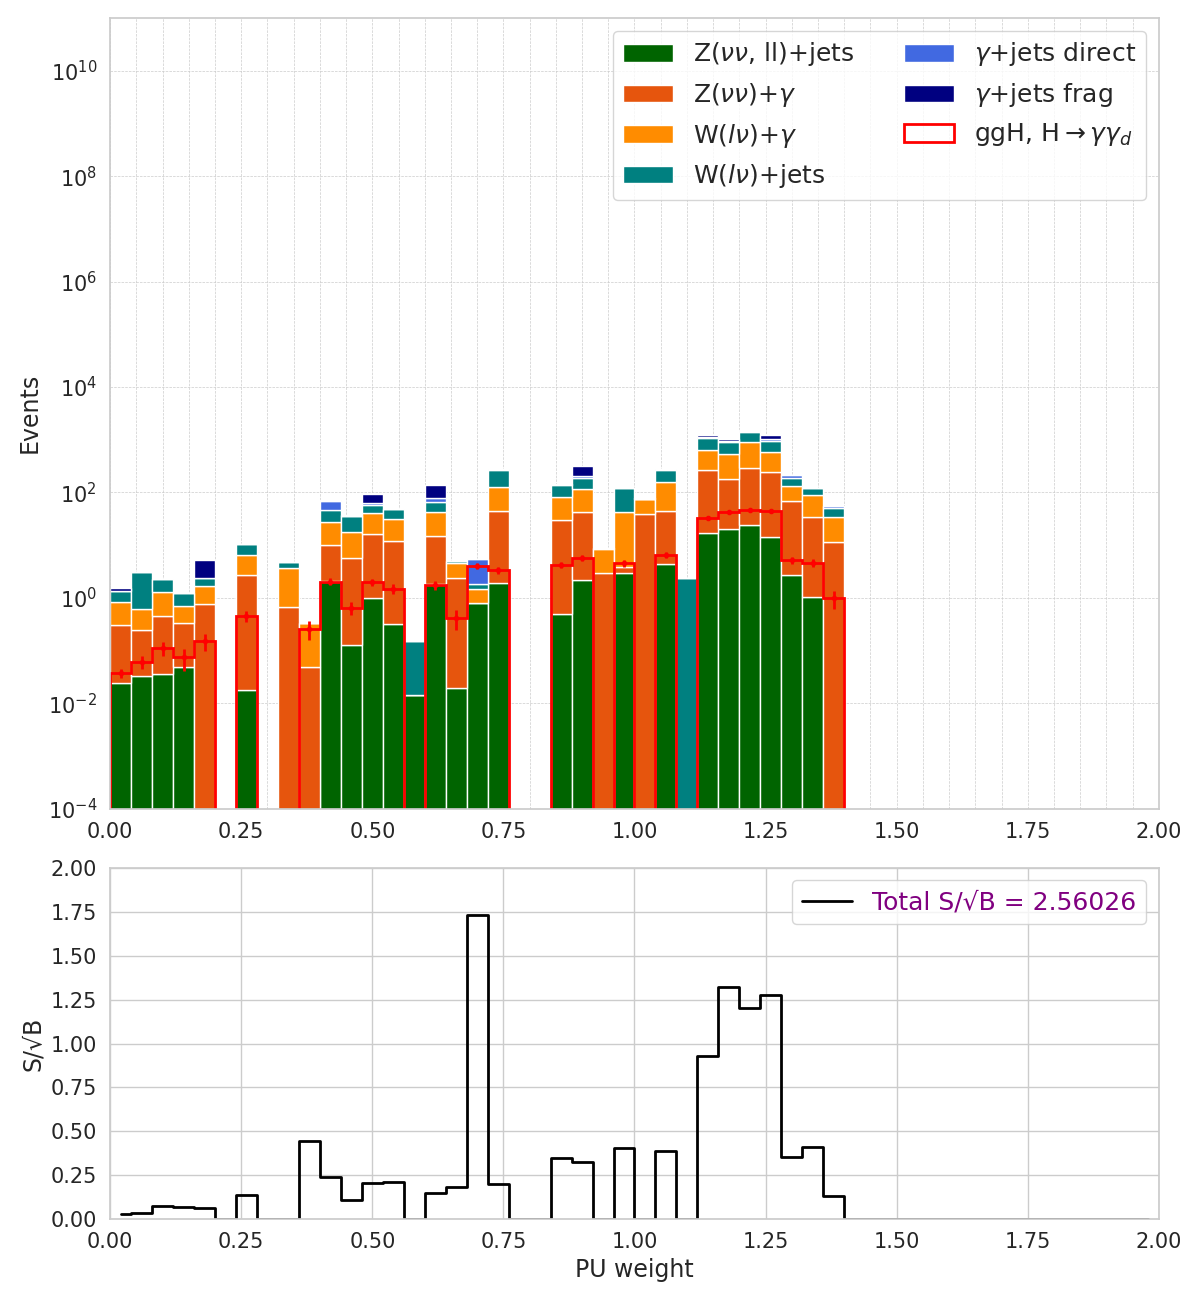 Z(νν, ll)+jets
Z(νν)+γ
W(lν)+γ
W(lν)+jets
γ+jets direct
γ+jets frag
ggH, H→γγ_d
Events
10¹⁰
10⁸
10⁶
10⁴
10²
10⁰
10⁻²
10⁻⁴
0.00 0.25 0.50 0.75 1.00 1.25 1.50 1.75 2.00
Total S/√B = 2.56026
S/√B
2.00
1.75
1.50
1.25
1.00
0.75
0.50
0.25
0.00
0.00 0.25 0.50 0.75 1.00 1.25 1.50 1.75 2.00
PU weight